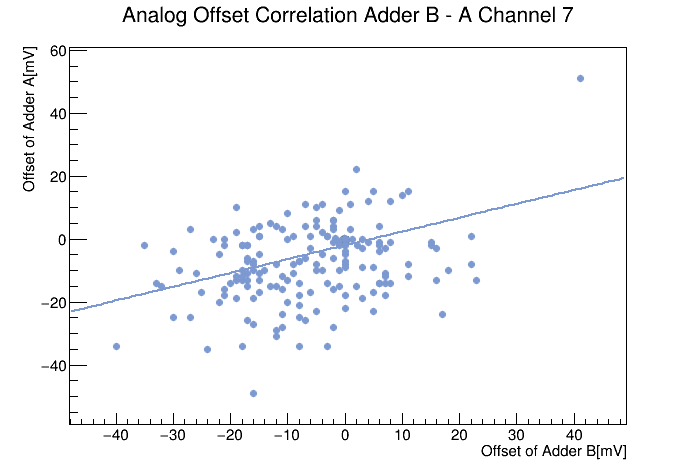 Analog Offset Correlation Adder B - A Channel 7
Offset of Adder A[mV]
60
40
20
0
−20
−40
−40 −30 −20 −10 0 10 20 30 40
Offset of Adder B[mV]